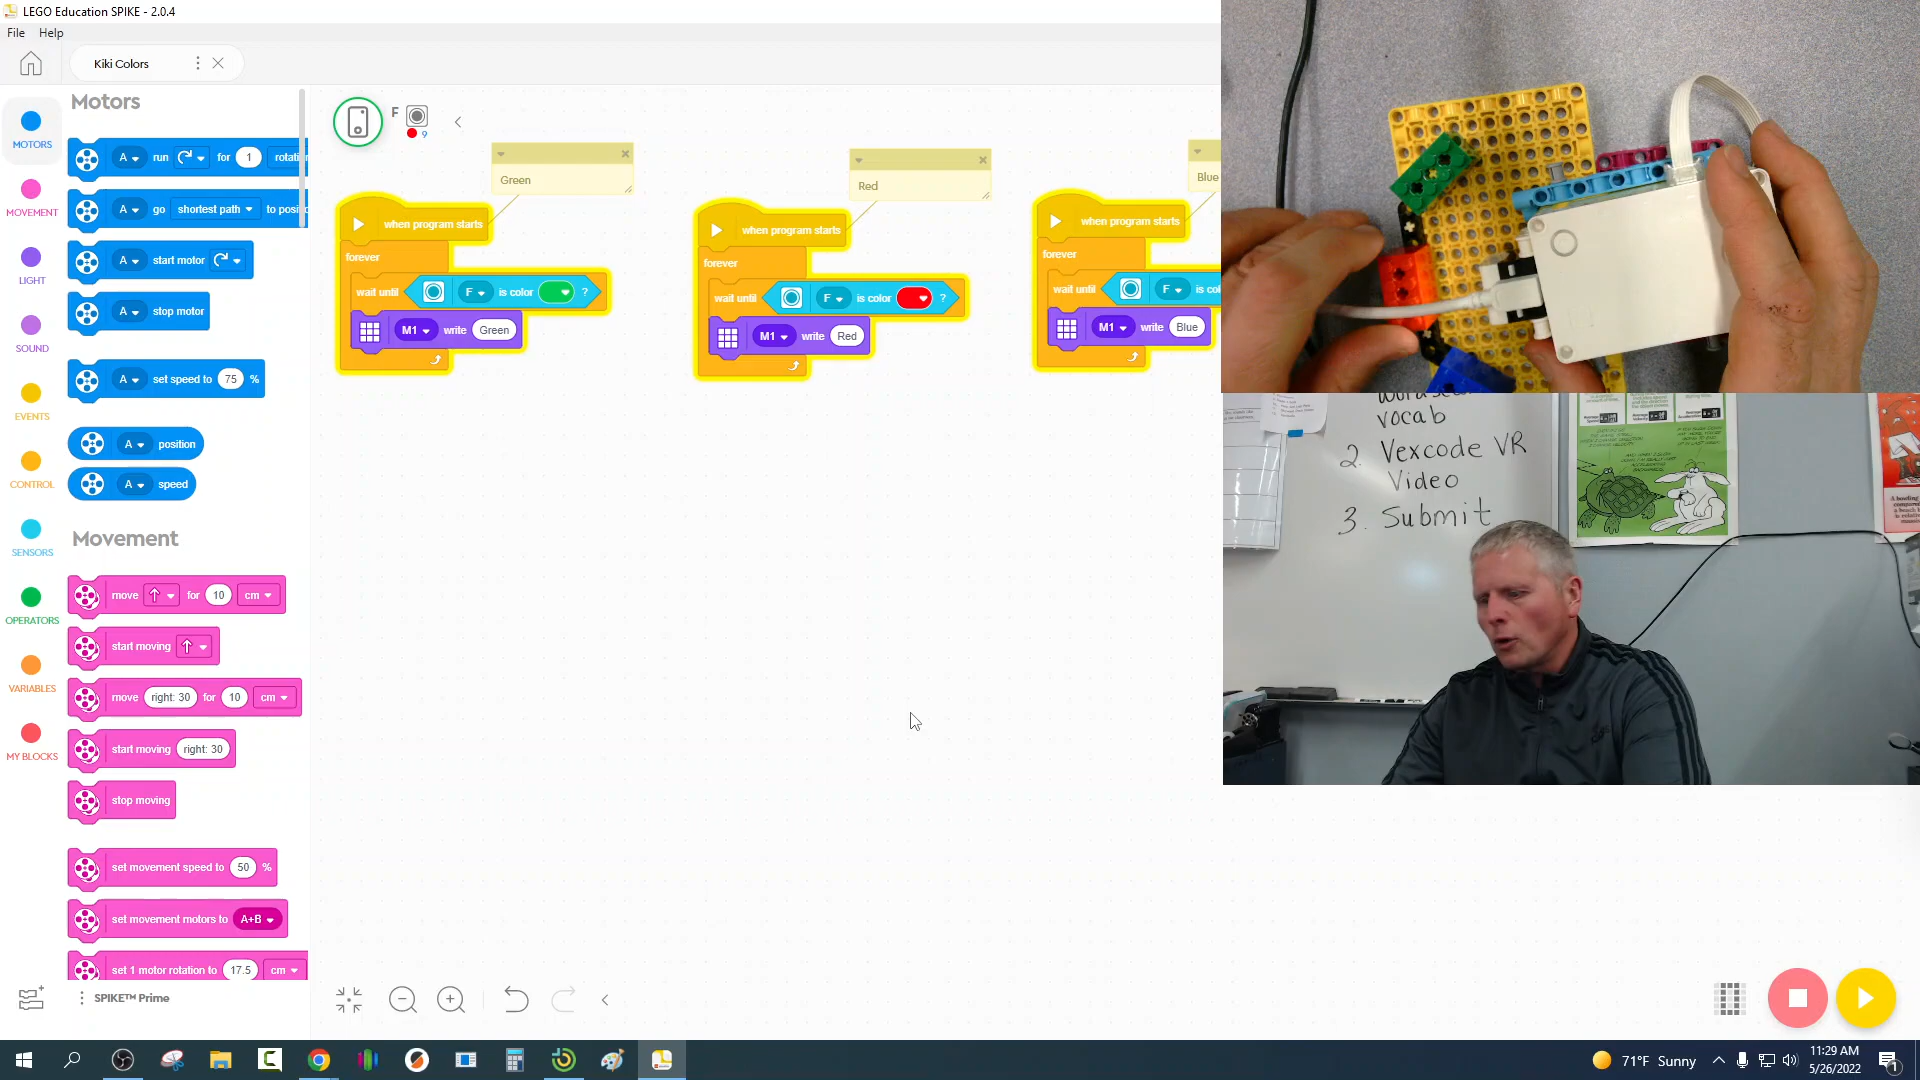 LEGO Education SPIKE - 2.0.4
File Help
Kiki Colors
MOTORS
MOVEMENT
LIGHT
SOUND
EVENTS
CONTROL
SENSORS
OPERATORS
VARIABLES
MY BLOCKS
Motors
A run for 1
A go shortest path to
A start motor
A stop motor
A set speed to 75 %
A position
A speed
Movement
move for 10 cm
start moving
move right: 30 for 10 cm
start moving right: 30
stop moving
set movement speed to 50 %
set movement motors to A+B
set 1 motor rotation to 17.5 cm
SPIKE™ Prime
F
9
Green
when program starts
forever
wait until F is color ?
M1 write Green
Red
when program starts
forever
wait until F is color ?
M1 write Red
Blue
when program starts
forever
wait until F is
M1 write Blue
vocab
2. Vexcode VR
Video
3. Submit
71°F Sunny
11:29 AM
5/26/2022
1